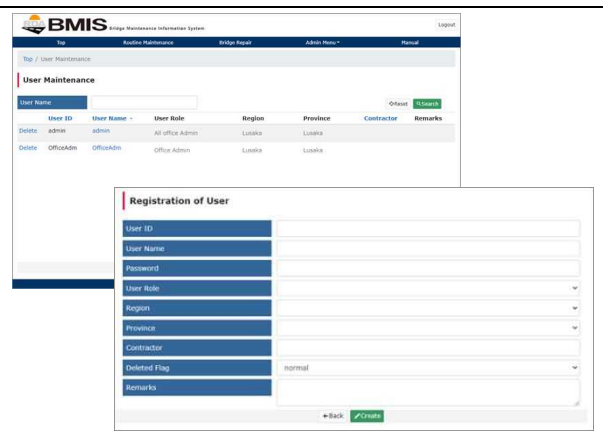 RDA BMIS Bridge Maintenance Information System
Logout
Top Routine Maintenance Bridge Repair Admin Menu Manual
Top / User Maintenance
User Maintenance
User Name Reset Search
User ID User Name User Role Region Province Contractor Remarks
Delete admin admin All office Admin Lusaka Lusaka
Delete OfficeAdm OfficeAdm Office Admin Lusaka Lusaka
Registration of User
User ID
User Name
Password
User Role
Region
Province
Contractor
Deleted Flag normal
Remarks
Back Create